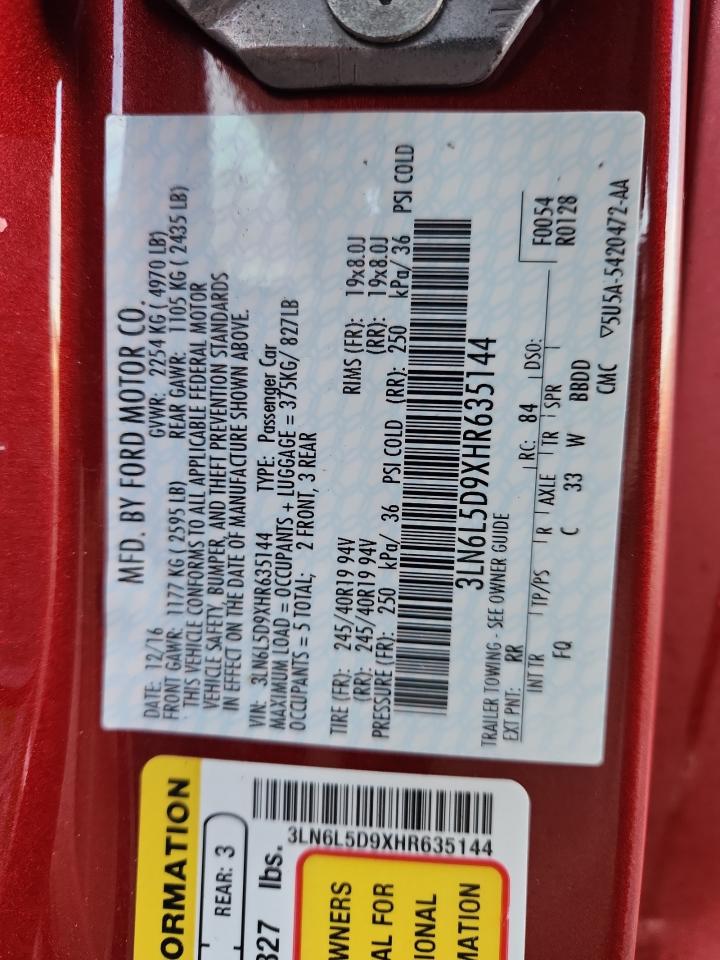 MFD. BY FORD MOTOR CO.
DATE: 12/16 GVWR: 2254 KG ( 4970 LB)
FRONT GAWR: 1177 KG ( 2595 LB) REAR GAWR: 1105 KG ( 2435 LB)
THIS VEHICLE CONFORMS TO ALL APPLICABLE FEDERAL MOTOR
VEHICLE SAFETY, BUMPER, AND THEFT PREVENTION STANDARDS
IN EFFECT ON THE DATE OF MANUFACTURE SHOWN ABOVE.
VIN: 3LN6L5D9XHR635144 TYPE: Passenger Car
MAXIMUM LOAD = OCCUPANTS + LUGGAGE = 375KG/ 827LB
OCCUPANTS = 5 TOTAL; 2 FRONT, 3 REAR
TIRE (FR): 245/40R19 94V RIMS (FR): 19x8.0J
(RR): 245/40R19 94V (RR): 19x8.0J
PRESSURE (FR): 250 kPa/ 36 PSI COLD (RR): 250 kPa/ 36 PSI COLD
3LN6L5D9XHR635144
TRAILER TOWING - SEE OWNER GUIDE
EXT PNT: RR RC: 84 DSO: F0054
R0128
INT TR TP/PS R AXLE TR SPR
FQ C 33 W BBDD
CMC ▽5U5A-5420472-AA
ORMATION
REAR: 3
827 lbs.
3LN6L5D9XHR635144
WNERS
AL FOR
IONAL
MATION